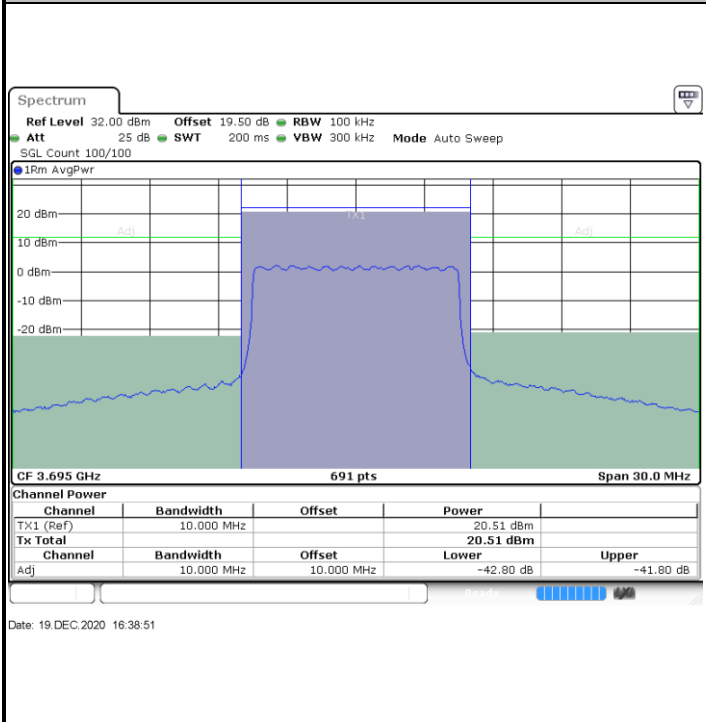 Spectrum
Ref Level 32.00 dBm Offset 19.50 dB RBW 100 kHz
Att 25 dB SWT 200 ms VBW 300 kHz Mode Auto Sweep
SGL Count 100/100
1Rm AvgPwr
TX1
20 dBm
Adj Adj
10 dBm
0 dBm
-10 dBm
-20 dBm
CF 3.695 GHz 691 pts Span 30.0 MHz
Channel Power
Channel Bandwidth Offset Power
TX1 (Ref) 10.000 MHz 20.51 dBm
Tx Total 20.51 dBm
Channel Bandwidth Offset Lower Upper
Adj 10.000 MHz 10.000 MHz -42.80 dB -41.80 dB
Ready
Date: 19.DEC.2020 16:38:51